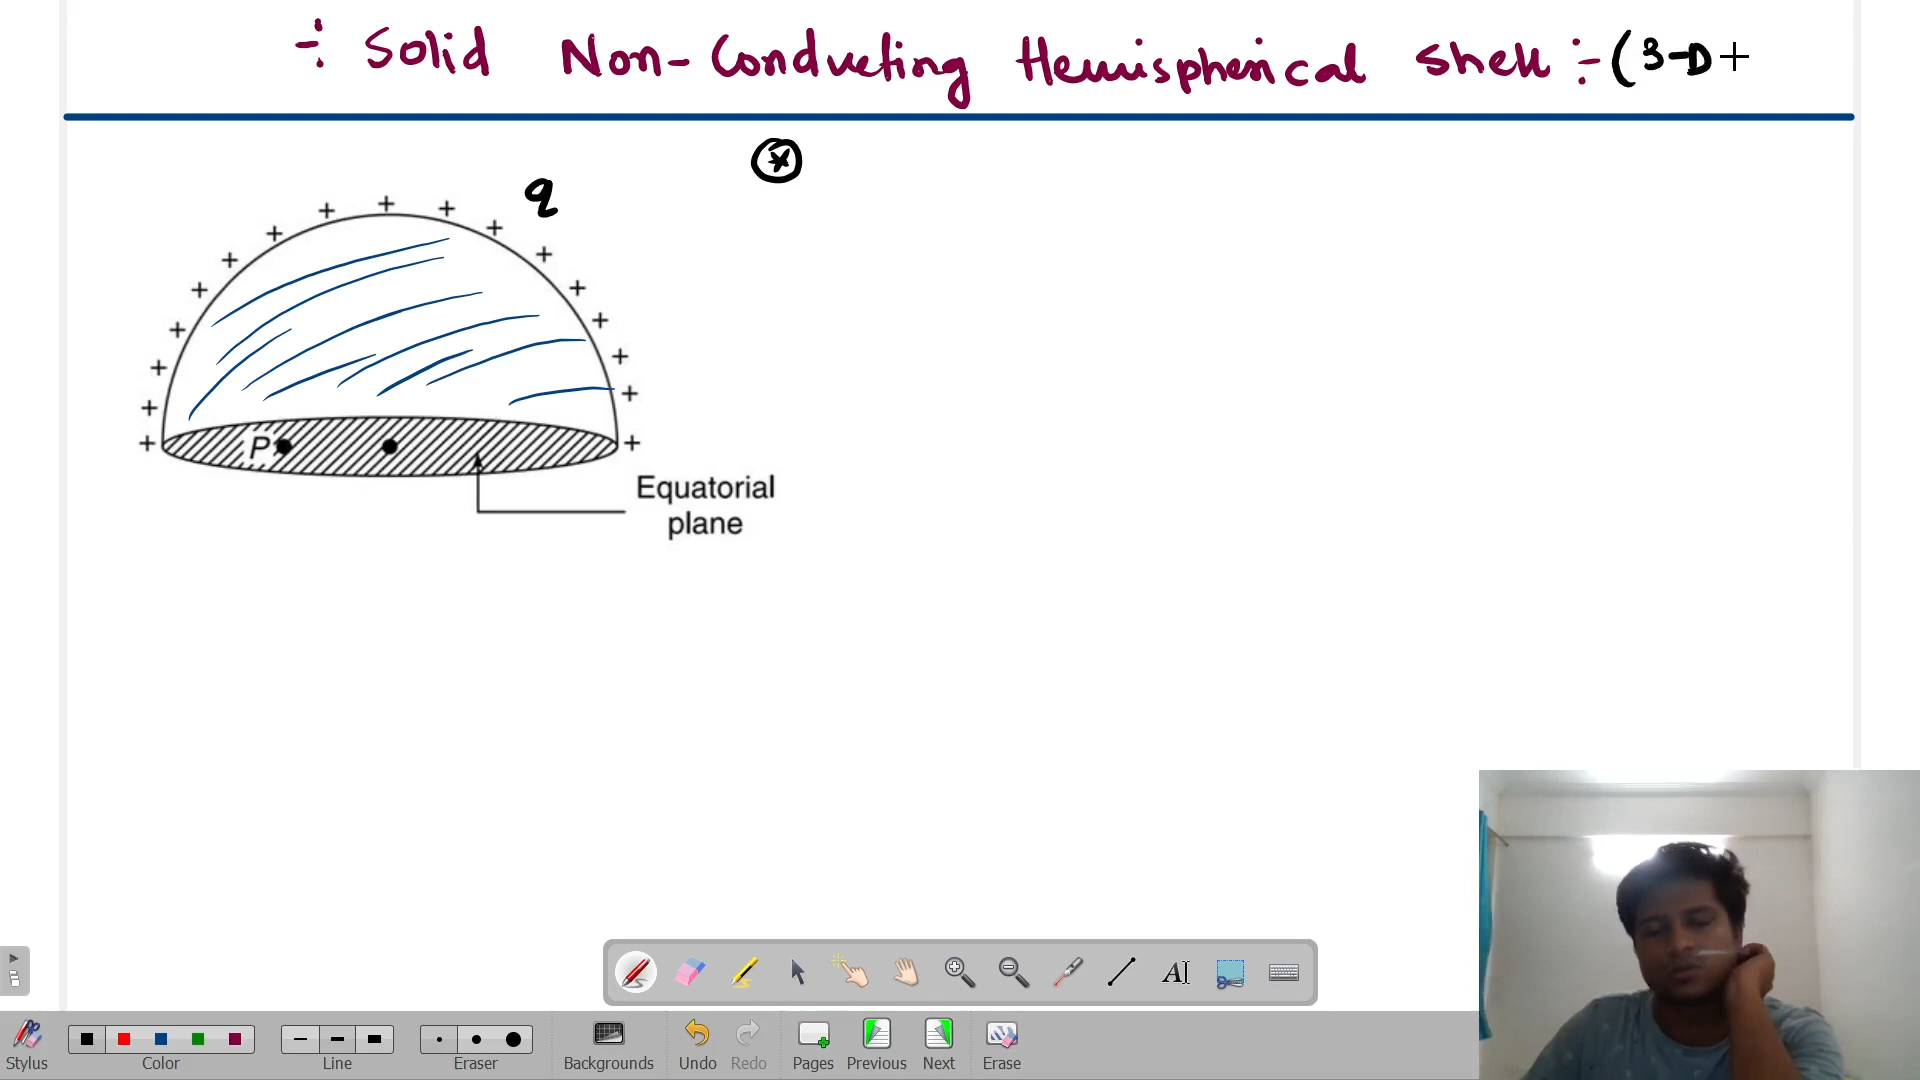 ÷ Solid Non-Conducting Hemispherical Shell ÷ (3-D
q
P
Equatorial
plane
Stylus Color Line Eraser Backgrounds Undo Redo Pages Previous Next Erase